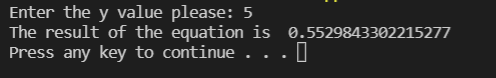 Enter the y value please: 5
The result of the equation is  0.5529843302215277
Press any key to continue . . .